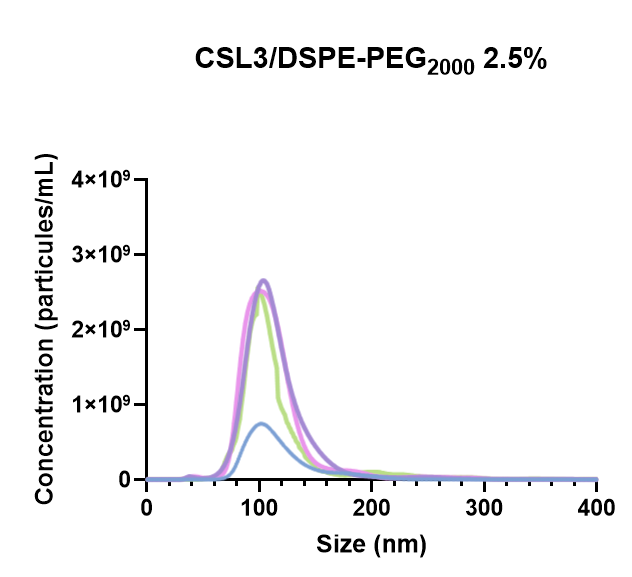 CSL3/DSPE-PEG₂₀₀₀ 2.5%
Concentration (particules/mL)
4×10⁹
3×10⁹
2×10⁹
1×10⁹
0
0 100 200 300 400
Size (nm)